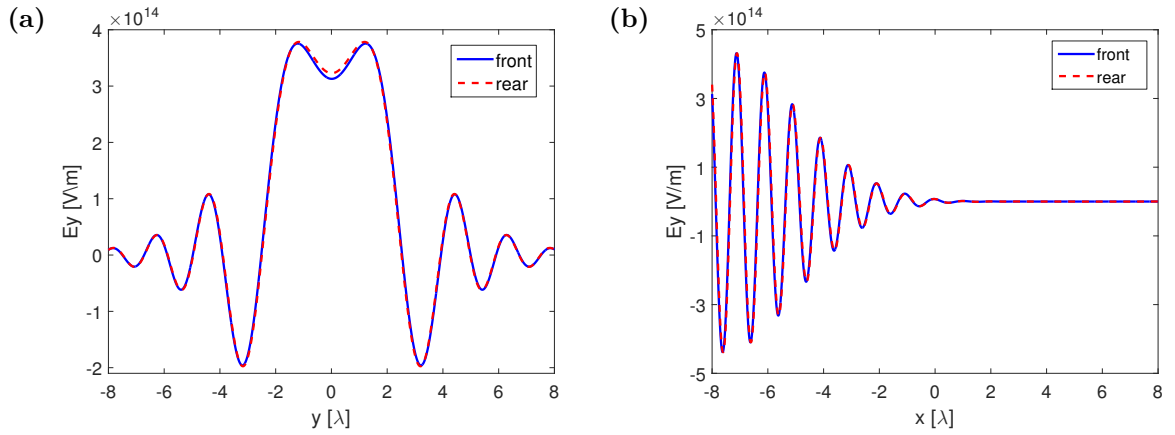 (a)
×10^14
4
3
2
1
0
-1
-2
Ey [V\m]
front
rear
-8 -6 -4 -2 0 2 4 6 8
y [λ]
(b)
×10^14
5
3
1
-1
-3
-5
Ey [V/m]
front
rear
-8 -6 -4 -2 0 2 4 6 8
x [λ]